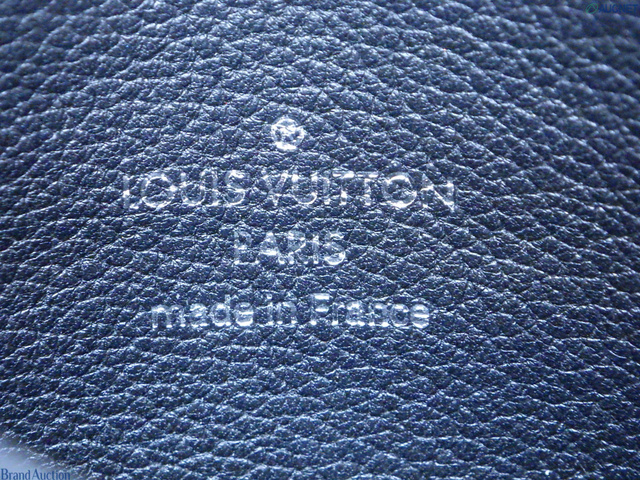 LOUIS VUITTON
PARIS
made in France
Brand Auction